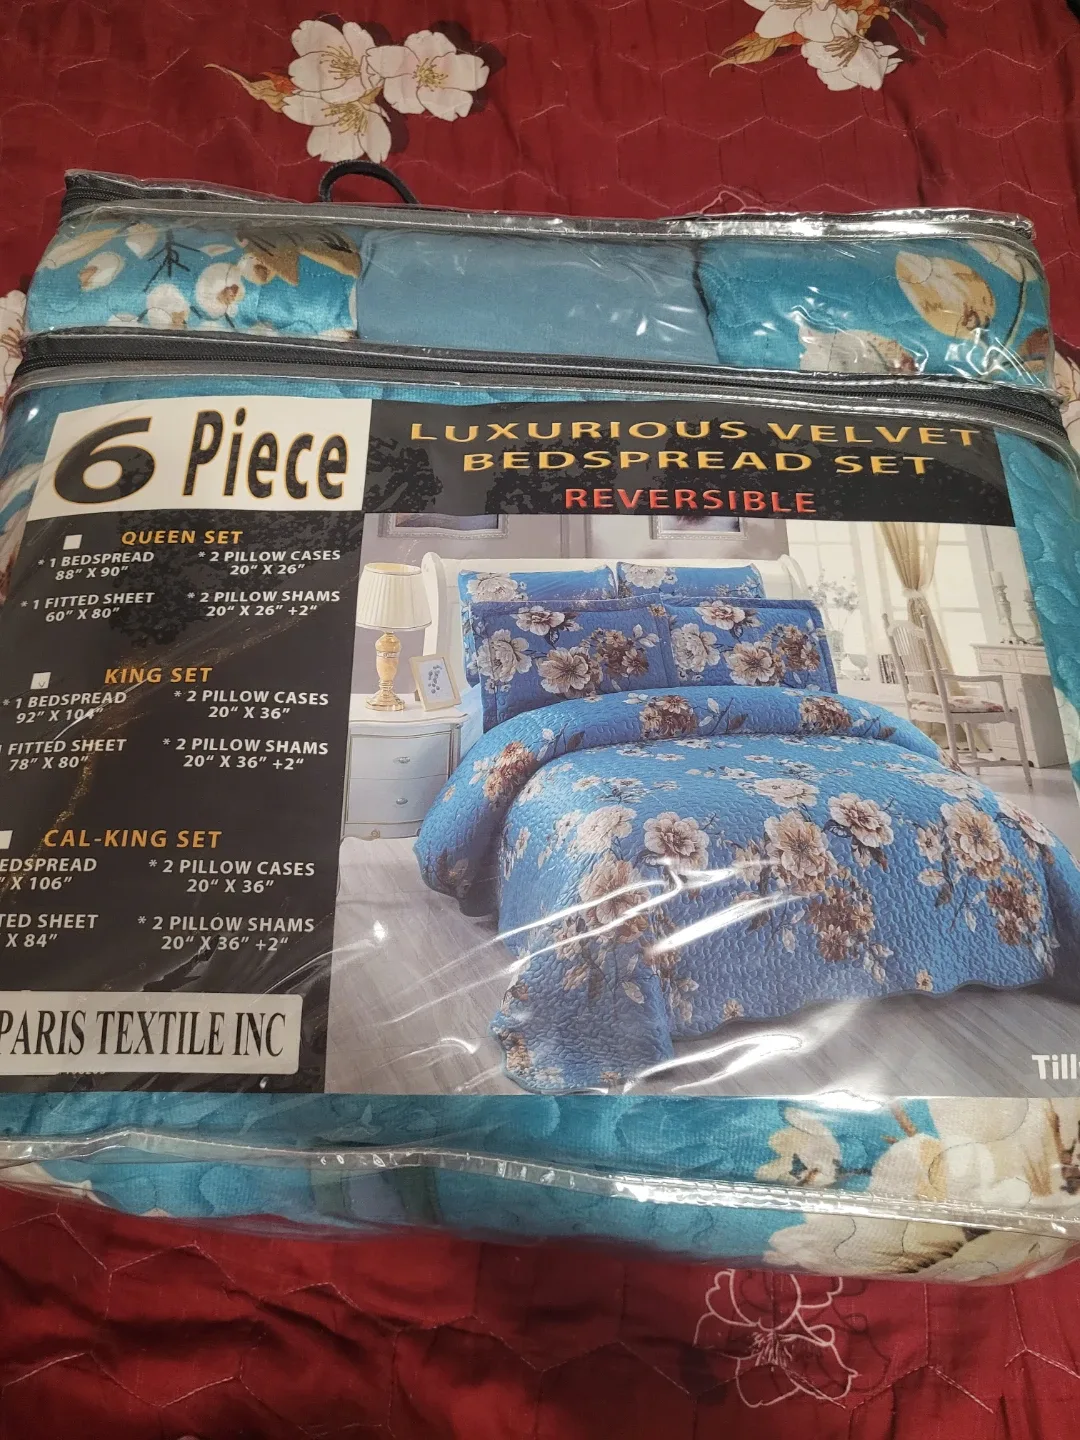 6 Piece
LUXURIOUS VELVET
BEDSPREAD SET
REVERSIBLE
QUEEN SET
* 1 BEDSPREAD
88" X 90"
* 2 PILLOW CASES
20" X 26"
* 1 FITTED SHEET
60" X 80"
* 2 PILLOW SHAMS
20" X 26" +2"
KING SET
* 1 BEDSPREAD
92" X 104"
* 2 PILLOW CASES
20" X 36"
FITTED SHEET
78" X 80"
* 2 PILLOW SHAMS
20" X 36" +2"
CAL-KING SET
EDSPREAD
" X 106"
* 2 PILLOW CASES
20" X 36"
TED SHEET
X 84"
* 2 PILLOW SHAMS
20" X 36" +2"
PARIS TEXTILE INC
Till